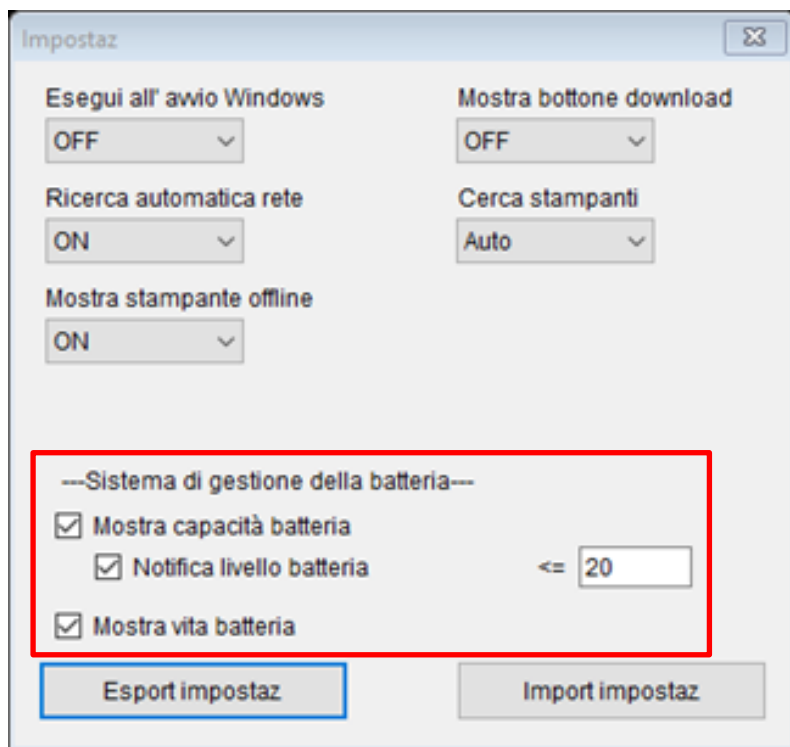 Impostaz
Esegui all' avvio Windows
Mostra bottone download
OFF
OFF
Ricerca automatica rete
Cerca stampanti
ON
Auto
Mostra stampante offline
ON
---Sistema di gestione della batteria---
Mostra capacità batteria
Notifica livello batteria <= 20
Mostra vita batteria
Esport impostaz
Import impostaz